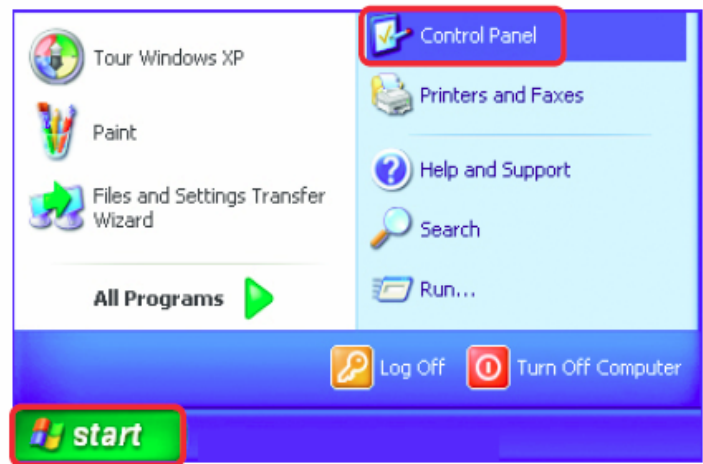 Tour Windows XP
Paint
Files and Settings Transfer
Wizard
All Programs
Control Panel
Printers and Faxes
Help and Support
Search
Run...
Log Off
Turn Off Computer
start